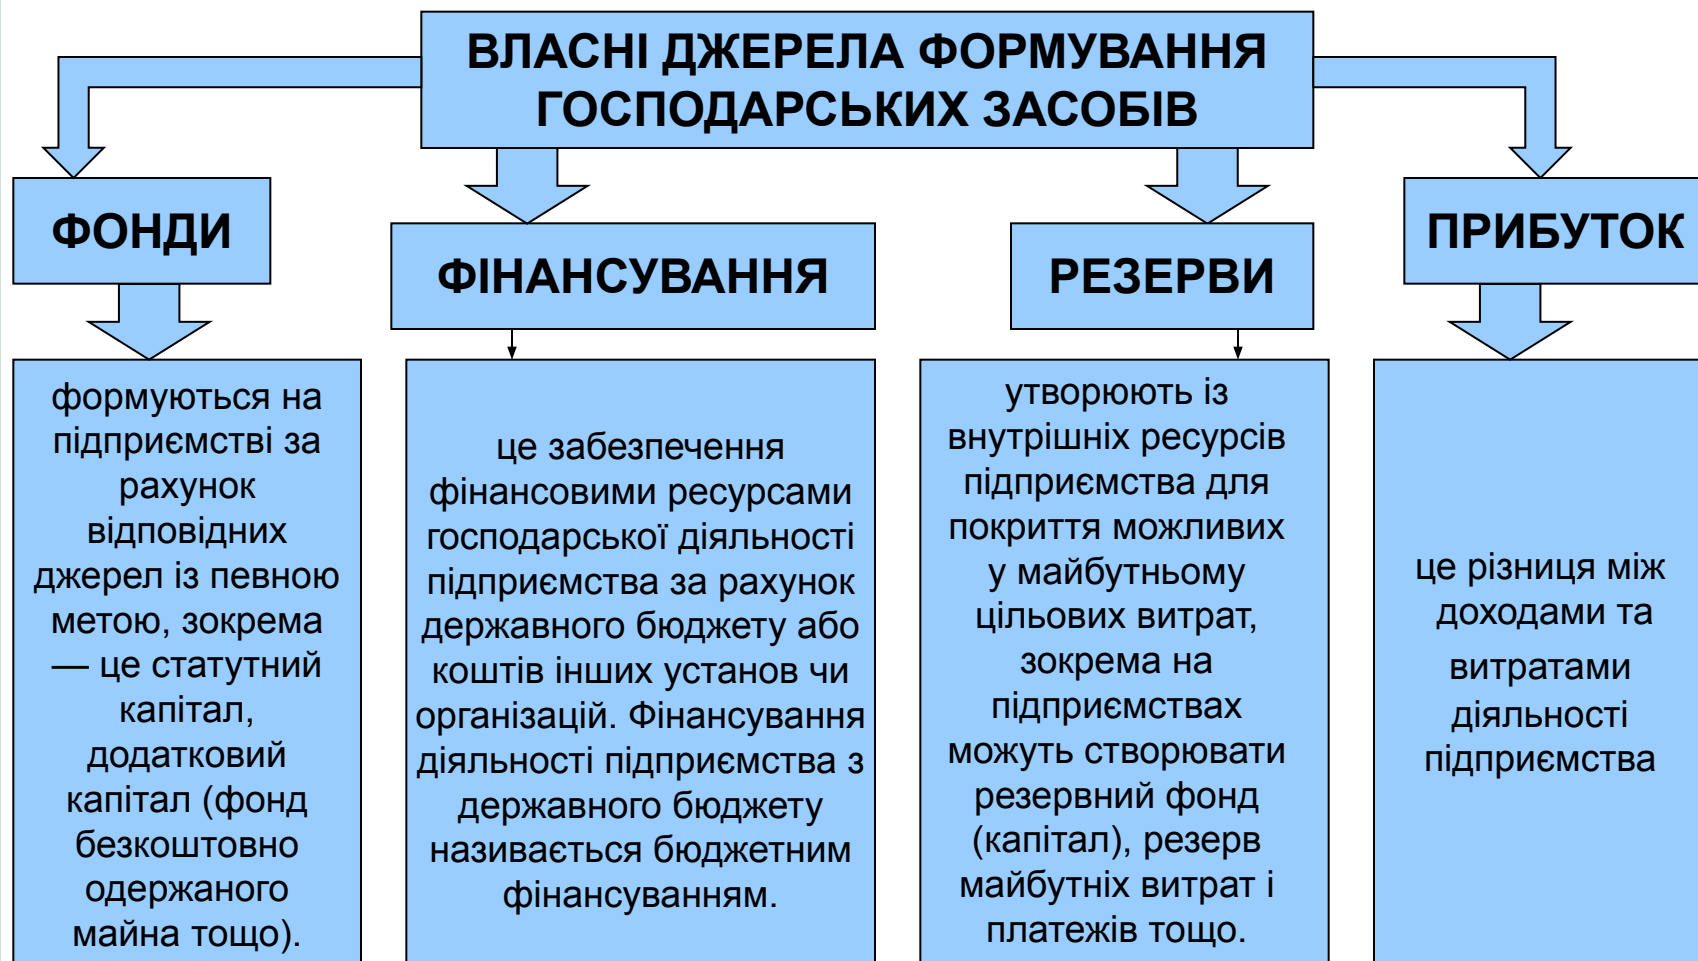 ВЛАСНІ ДЖЕРЕЛА ФОРМУВАННЯ
ГОСПОДАРСЬКИХ ЗАСОБІВ
ФОНДИ
ФІНАНСУВАННЯ
РЕЗЕРВИ
ПРИБУТОК
формуються на
підприємстві за
рахунок
відповідних
джерел із певною
метою, зокрема
— це статутний
капітал,
додатковий
капітал (фонд
безкоштовно
одержаного
майна тощо).
це забезпечення
фінансовими ресурсами
господарської діяльності
підприємства за рахунок
державного бюджету або
коштів інших установ чи
організацій. Фінансування
діяльності підприємства з
державного бюджету
називається бюджетним
фінансуванням.
утворюють із
внутрішніх ресурсів
підприємства для
покриття можливих
у майбутньому
цільових витрат,
зокрема на
підприємствах
можуть створювати
резервний фонд
(капітал), резерв
майбутніх витрат і
платежів тощо.
це різниця між
доходами та
витратами
діяльності
підприємства